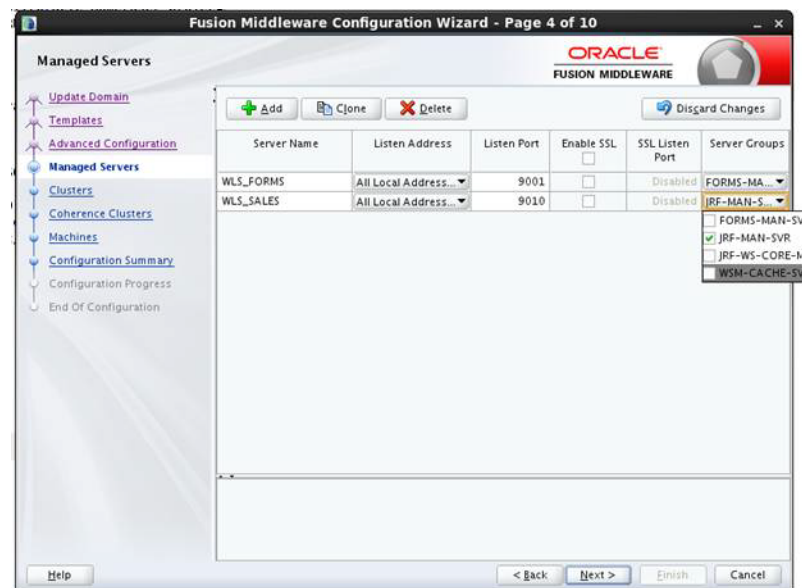 Fusion Middleware Configuration Wizard - Page 4 of 10
Managed Servers
ORACLE
FUSION MIDDLEWARE
Update Domain
Templates
Advanced Configuration
Managed Servers
Clusters
Coherence Clusters
Machines
Configuration Summary
Configuration Progress
End Of Configuration
Add Clone Delete Discard Changes
Server Name Listen Address Listen Port Enable SSL SSL Listen Port Server Groups
WLS_FORMS All Local Address... 9001 Disabled FORMS-MA...
WLS_SALES All Local Address... 9010 Disabled JRF-MAN-S...
FORMS-MAN-SV
JRF-MAN-SVR
JRF-WS-CORE-M
WSM-CACHE-SV
Help < Back Next > Finish Cancel